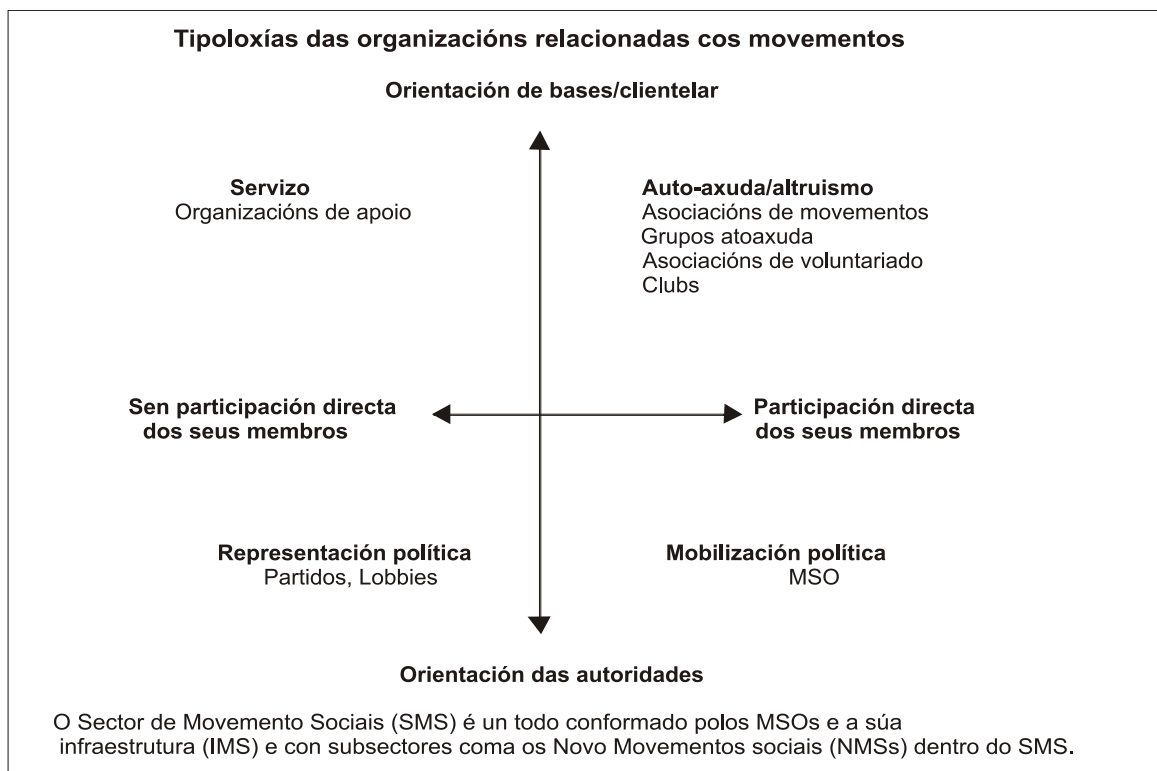 Tipoloxías das organizacións relacionadas cos movementos
Orientación de bases/clientelar
Servizo
Organizacións de apoio
Auto-axuda/altruismo
Asociacións de movementos
Grupos atoaxuda
Asociacións de voluntariado
Clubs
Sen participación directa
dos seus membros
Participación directa
dos seus membros
Representación política
Partidos, Lobbies
Mobilización política
MSO
Orientación das autoridades
O Sector de Movemento Sociais (SMS) é un todo conformado polos MSOs e a súa
infraestrutura (IMS) e con subsectores coma os Novo Movementos sociais (NMSs) dentro do SMS.